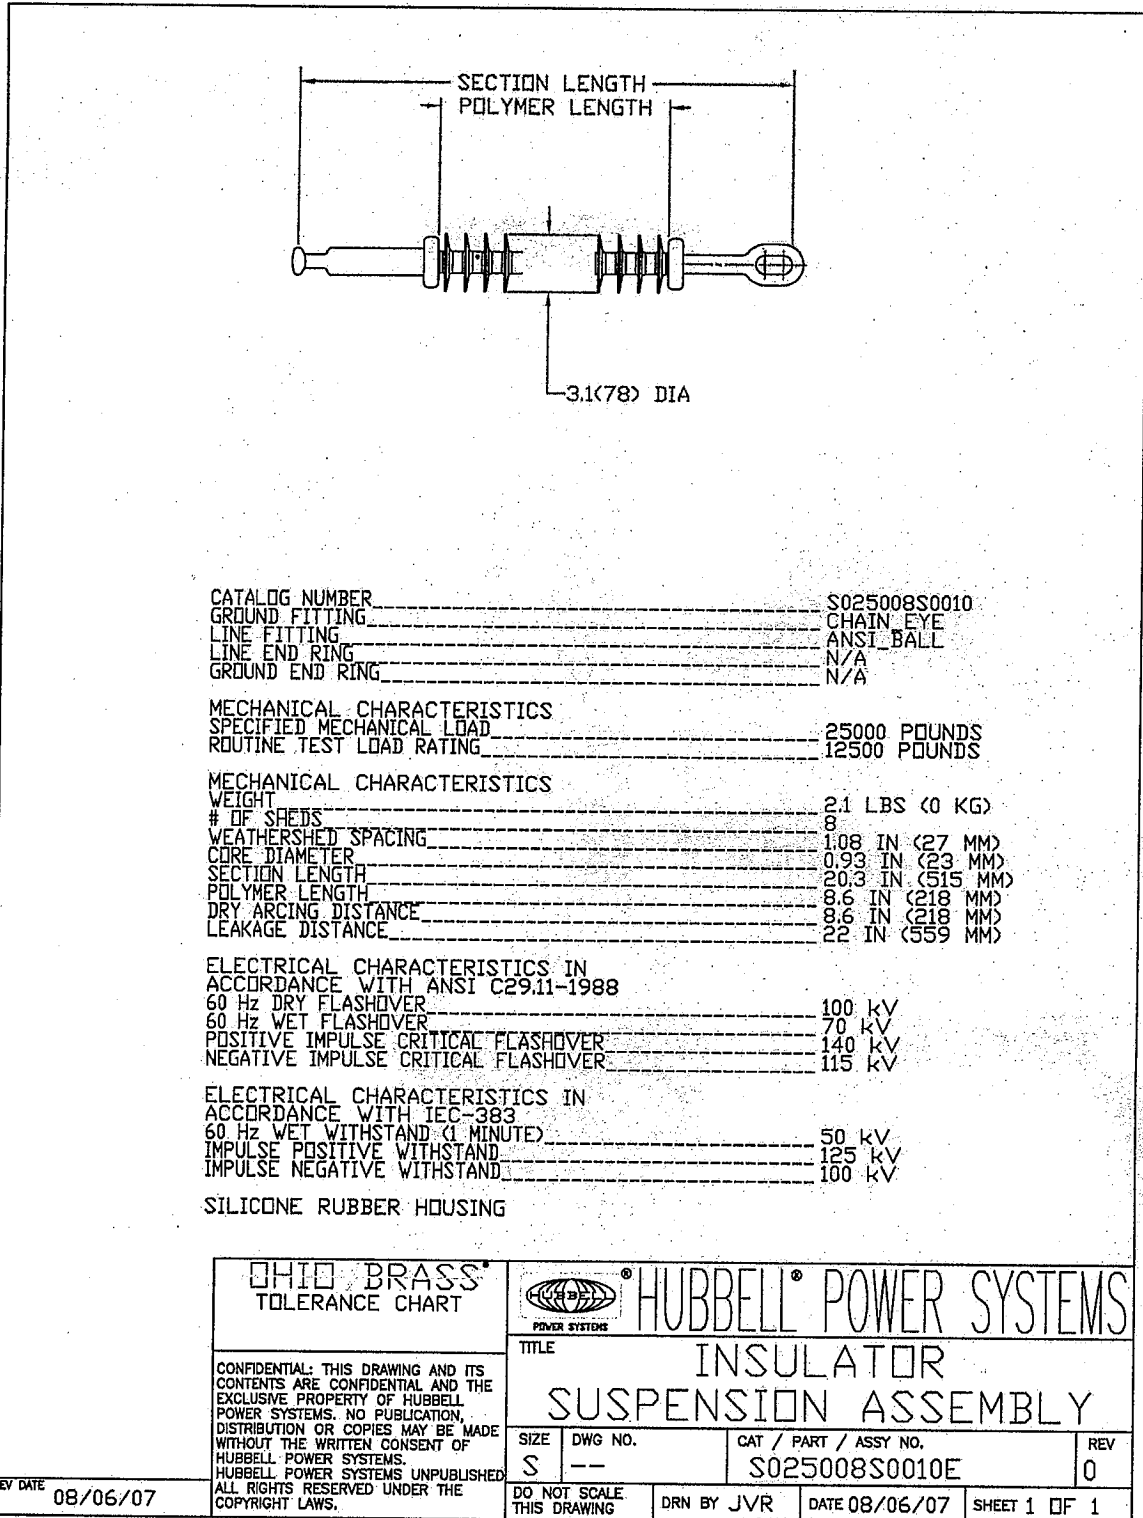 SECTION LENGTH
POLYMER LENGTH
3.1(78) DIA
CATALOG NUMBER S025008S0010
GROUND FITTING CHAIN EYE
LINE FITTING ANSI BALL
LINE END RING N/A
GROUND END RING N/A
MECHANICAL CHARACTERISTICS
SPECIFIED MECHANICAL LOAD 25000 POUNDS
ROUTINE TEST LOAD RATING 12500 POUNDS
MECHANICAL CHARACTERISTICS
WEIGHT 2.1 LBS (0 KG)
# OF SHEDS 8
WEATHERSHED SPACING 1.08 IN (27 MM)
CORE DIAMETER 0.93 IN (23 MM)
SECTION LENGTH 20.3 IN (515 MM)
POLYMER LENGTH 8.6 IN (218 MM)
DRY ARCING DISTANCE 8.6 IN (218 MM)
LEAKAGE DISTANCE 22 IN (559 MM)
ELECTRICAL CHARACTERISTICS IN
ACCORDANCE WITH ANSI C29.11-1988
60 Hz DRY FLASHOVER 100 kV
60 Hz WET FLASHOVER 70 kV
POSITIVE IMPULSE CRITICAL FLASHOVER 140 kV
NEGATIVE IMPULSE CRITICAL FLASHOVER 115 kV
ELECTRICAL CHARACTERISTICS IN
ACCORDANCE WITH IEC-383
60 Hz WET WITHSTAND (1 MINUTE) 50 kV
IMPULSE POSITIVE WITHSTAND 125 kV
IMPULSE NEGATIVE WITHSTAND 100 kV
SILICONE RUBBER HOUSING
OHIO BRASS®
TOLERANCE CHART
CONFIDENTIAL: THIS DRAWING AND ITS
CONTENTS ARE CONFIDENTIAL AND THE
EXCLUSIVE PROPERTY OF HUBBELL
POWER SYSTEMS. NO PUBLICATION,
DISTRIBUTION OR COPIES MAY BE MADE
WITHOUT THE WRITTEN CONSENT OF
HUBBELL POWER SYSTEMS.
HUBBELL POWER SYSTEMS UNPUBLISHED
ALL RIGHTS RESERVED UNDER THE
COPYRIGHT LAWS.
EV DATE 08/06/07
HUBBELL ®
POWER SYSTEMS
HUBBELL® POWER SYSTEMS
TITLE INSULATOR
SUSPENSION ASSEMBLY
SIZE S
DWG NO. --
CAT / PART / ASSY NO. S025008S0010E
REV 0
DO NOT SCALE
THIS DRAWING
DRN BY JVR
DATE 08/06/07
SHEET 1 OF 1